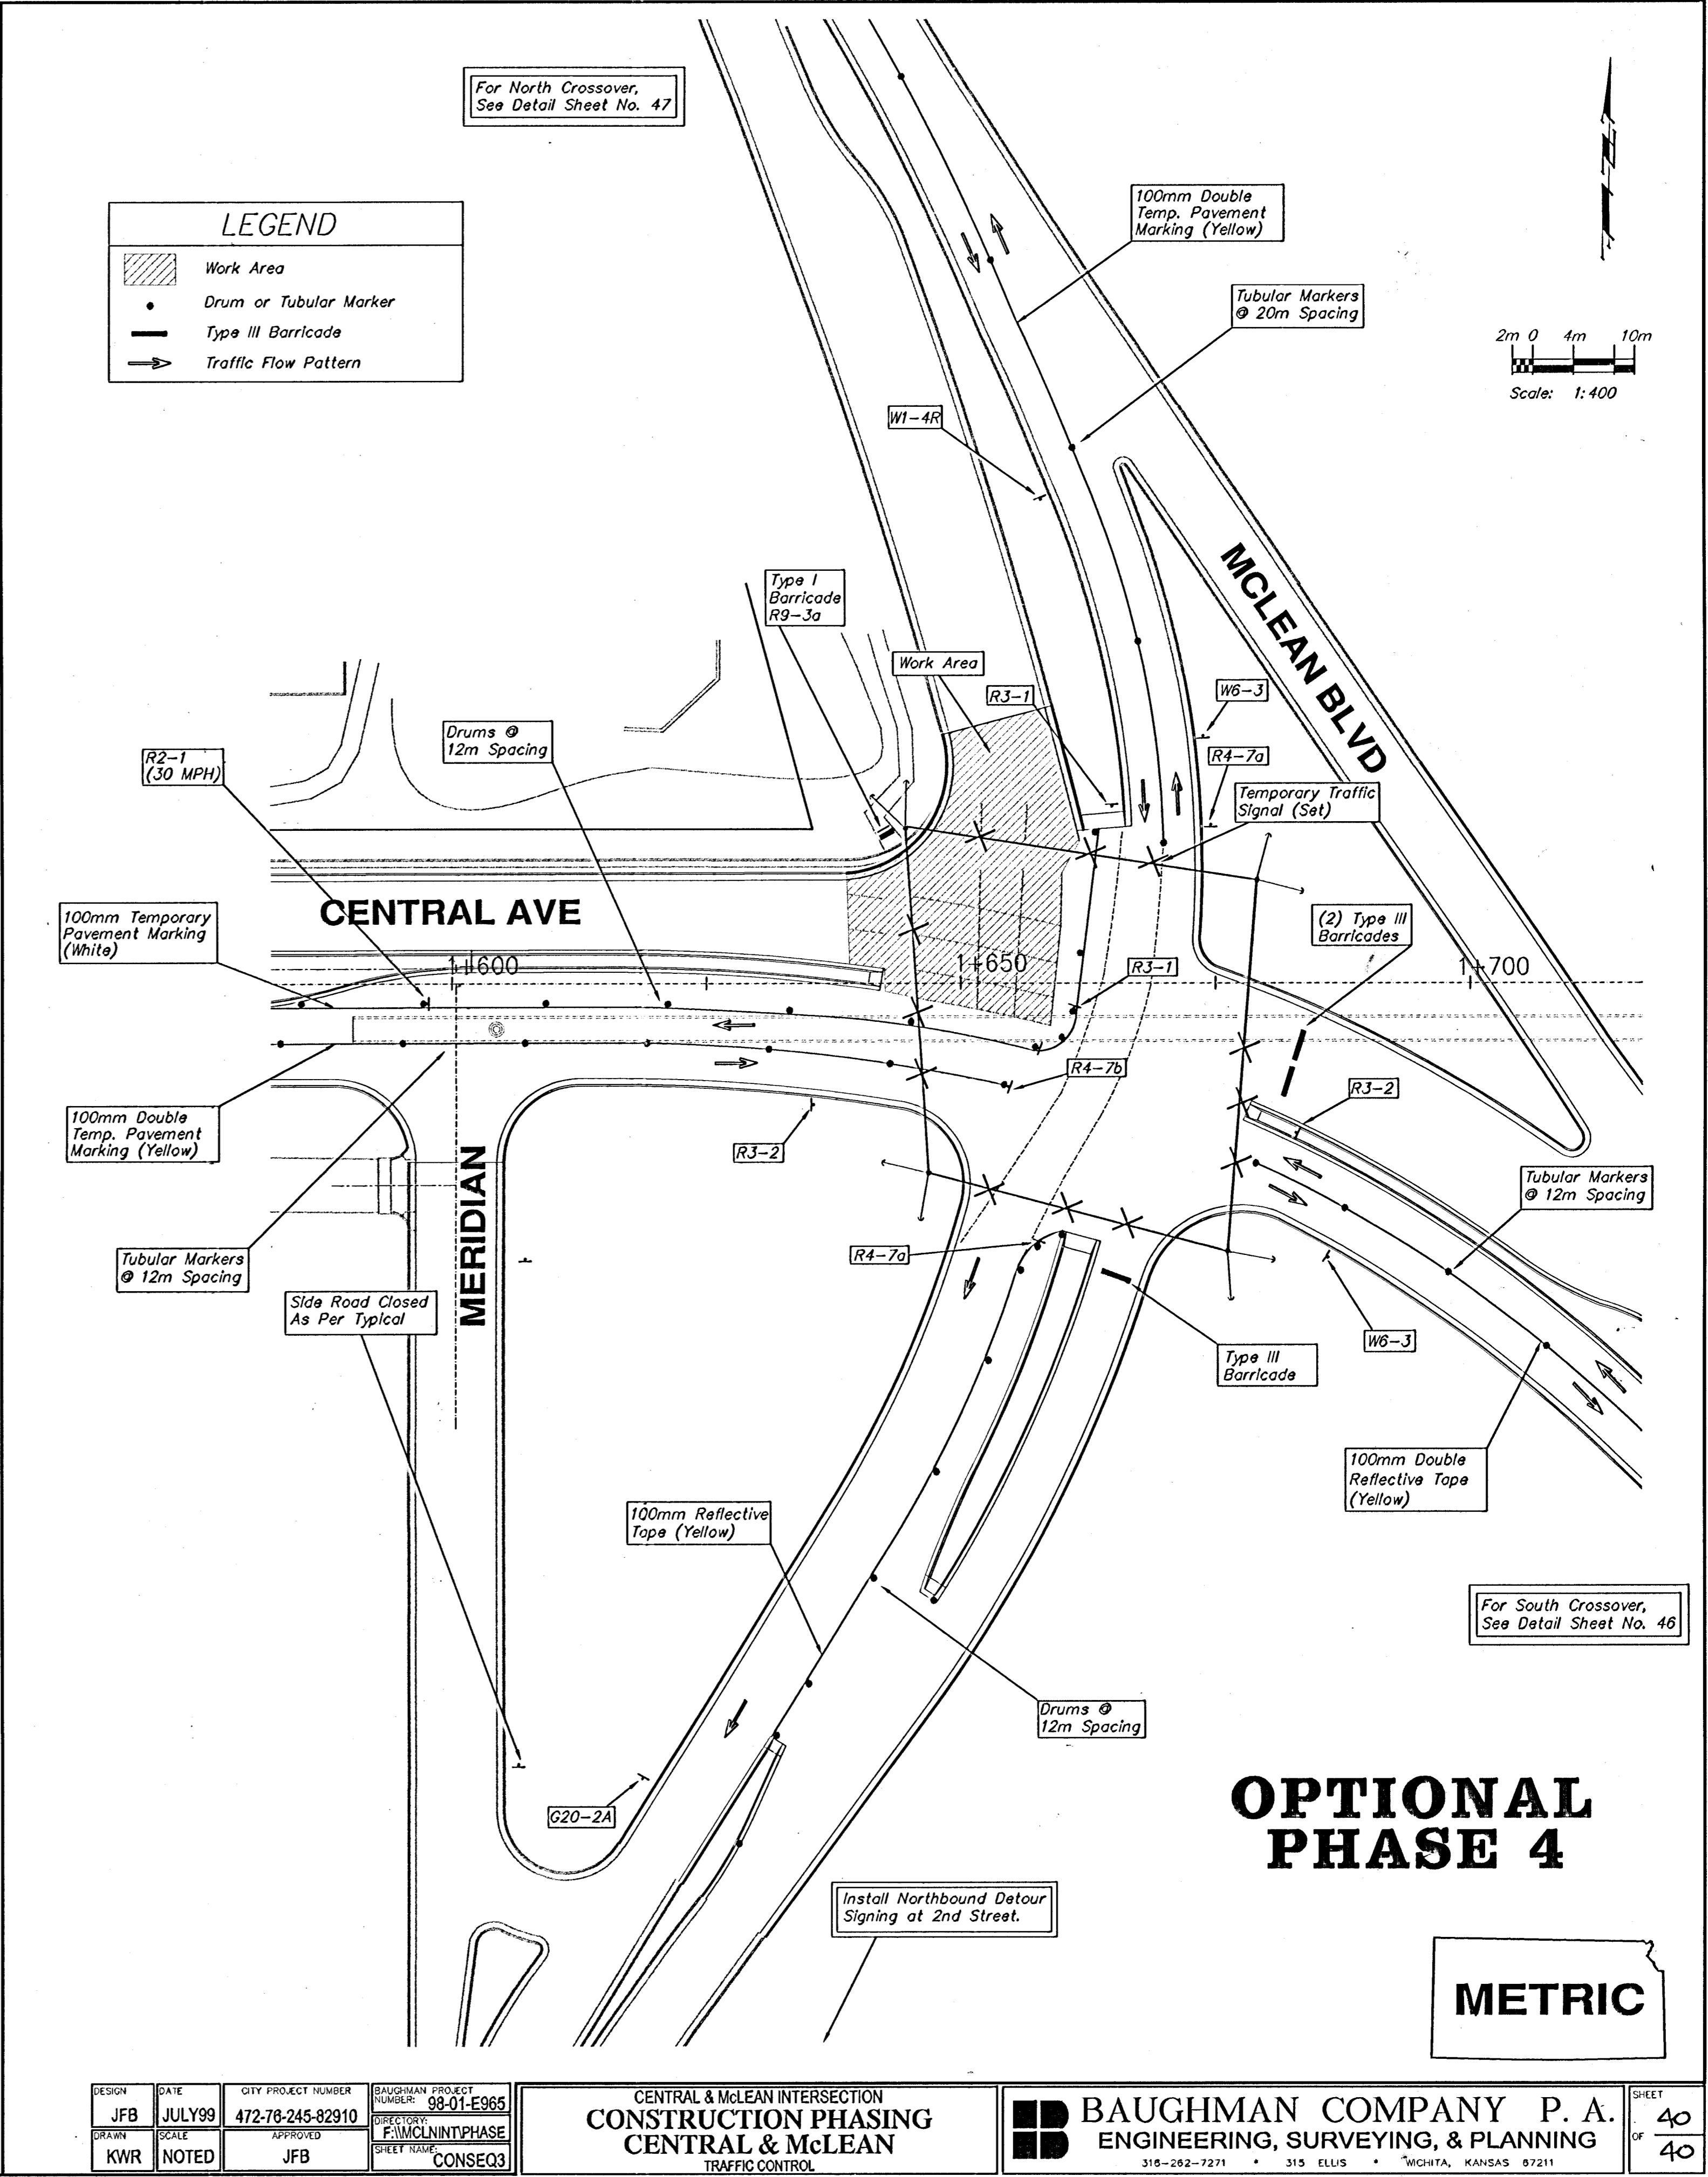 For North Crossover,
See Detail Sheet No. 47
LEGEND
Work Area
Drum or Tubular Marker
Type III Barricade
Traffic Flow Pattern
100mm Double
Temp. Pavement
Marking (Yellow)
Tubular Markers
@ 20m Spacing
2m 0 4m 10m
Scale: 1:400
W1-4R
MCLEAN BLVD
Type I
Barricade
R9-3a
Work Area
R3-1
W6-3
R4-7a
Temporary Traffic
Signal (Set)
Drums @
12m Spacing
R2-1
(30 MPH)
100mm Temporary
Pavement Marking
(White)
CENTRAL AVE
(2) Type III
Barricades
1+600
1+650
1+700
R3-1
R4-7b
R3-2
R3-2
100mm Double
Temp. Pavement
Marking (Yellow)
MERIDIAN
Tubular Markers
@ 12m Spacing
Tubular Markers
@ 12m Spacing
R4-7a
Side Road Closed
As Per Typical
W6-3
Type III
Barricade
100mm Double
Reflective Tape
(Yellow)
100mm Reflective
Tape (Yellow)
For South Crossover,
See Detail Sheet No. 46
Drums @
12m Spacing
G20-2A
OPTIONAL
PHASE 4
Install Northbound Detour
Signing at 2nd Street.
METRIC
DESIGN
JFB
DATE
JULY99
CITY PROJECT NUMBER
472-76-245-82910
BAUGHMAN PROJECT
NUMBER: 98-01-E965
DIRECTORY:
F:\\MCLNINT\PHASE
DRAWN
KWR
SCALE
NOTED
APPROVED
JFB
SHEET NAME:
CONSEQ3
CENTRAL & McLEAN INTERSECTION
CONSTRUCTION PHASING
CENTRAL & McLEAN
TRAFFIC CONTROL
BAUGHMAN COMPANY P. A.
ENGINEERING, SURVEYING, & PLANNING
316-262-7271 • 315 ELLIS • WICHITA, KANSAS 67211
SHEET
40
OF
40